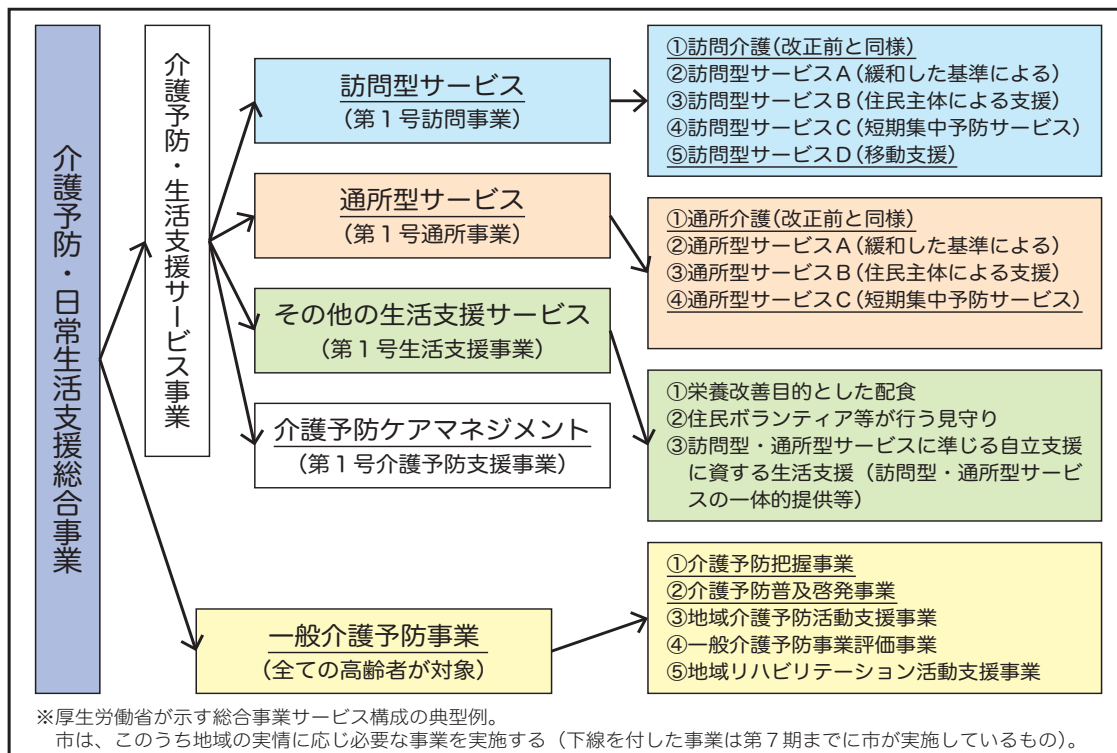 介護予防・日常生活支援総合事業
介護予防・生活支援サービス事業
訪問型サービス
(第1号訪問事業)
①訪問介護(改正前と同様)
②訪問型サービスA(緩和した基準による)
③訪問型サービスB(住民主体による支援)
④訪問型サービスC(短期集中予防サービス)
⑤訪問型サービスD(移動支援)
通所型サービス
(第1号通所事業)
①通所介護(改正前と同様)
②通所型サービスA(緩和した基準による)
③通所型サービスB(住民主体による支援)
④通所型サービスC(短期集中予防サービス)
その他の生活支援サービス
(第1号生活支援事業)
①栄養改善目的とした配食
②住民ボランティア等が行う見守り
③訪問型・通所型サービスに準じる自立支援
に資する生活支援(訪問型・通所型サービ
スの一体的提供等)
介護予防ケアマネジメント
(第1号介護予防支援事業)
一般介護予防事業
(全ての高齢者が対象)
①介護予防把握事業
②介護予防普及啓発事業
③地域介護予防活動支援事業
④一般介護予防事業評価事業
⑤地域リハビリテーション活動支援事業
※厚生労働省が示す総合事業サービス構成の典型例。
市は、このうち地域の実情に応じ必要な事業を実施する(下線を付した事業は第7期までに市が実施しているもの)。